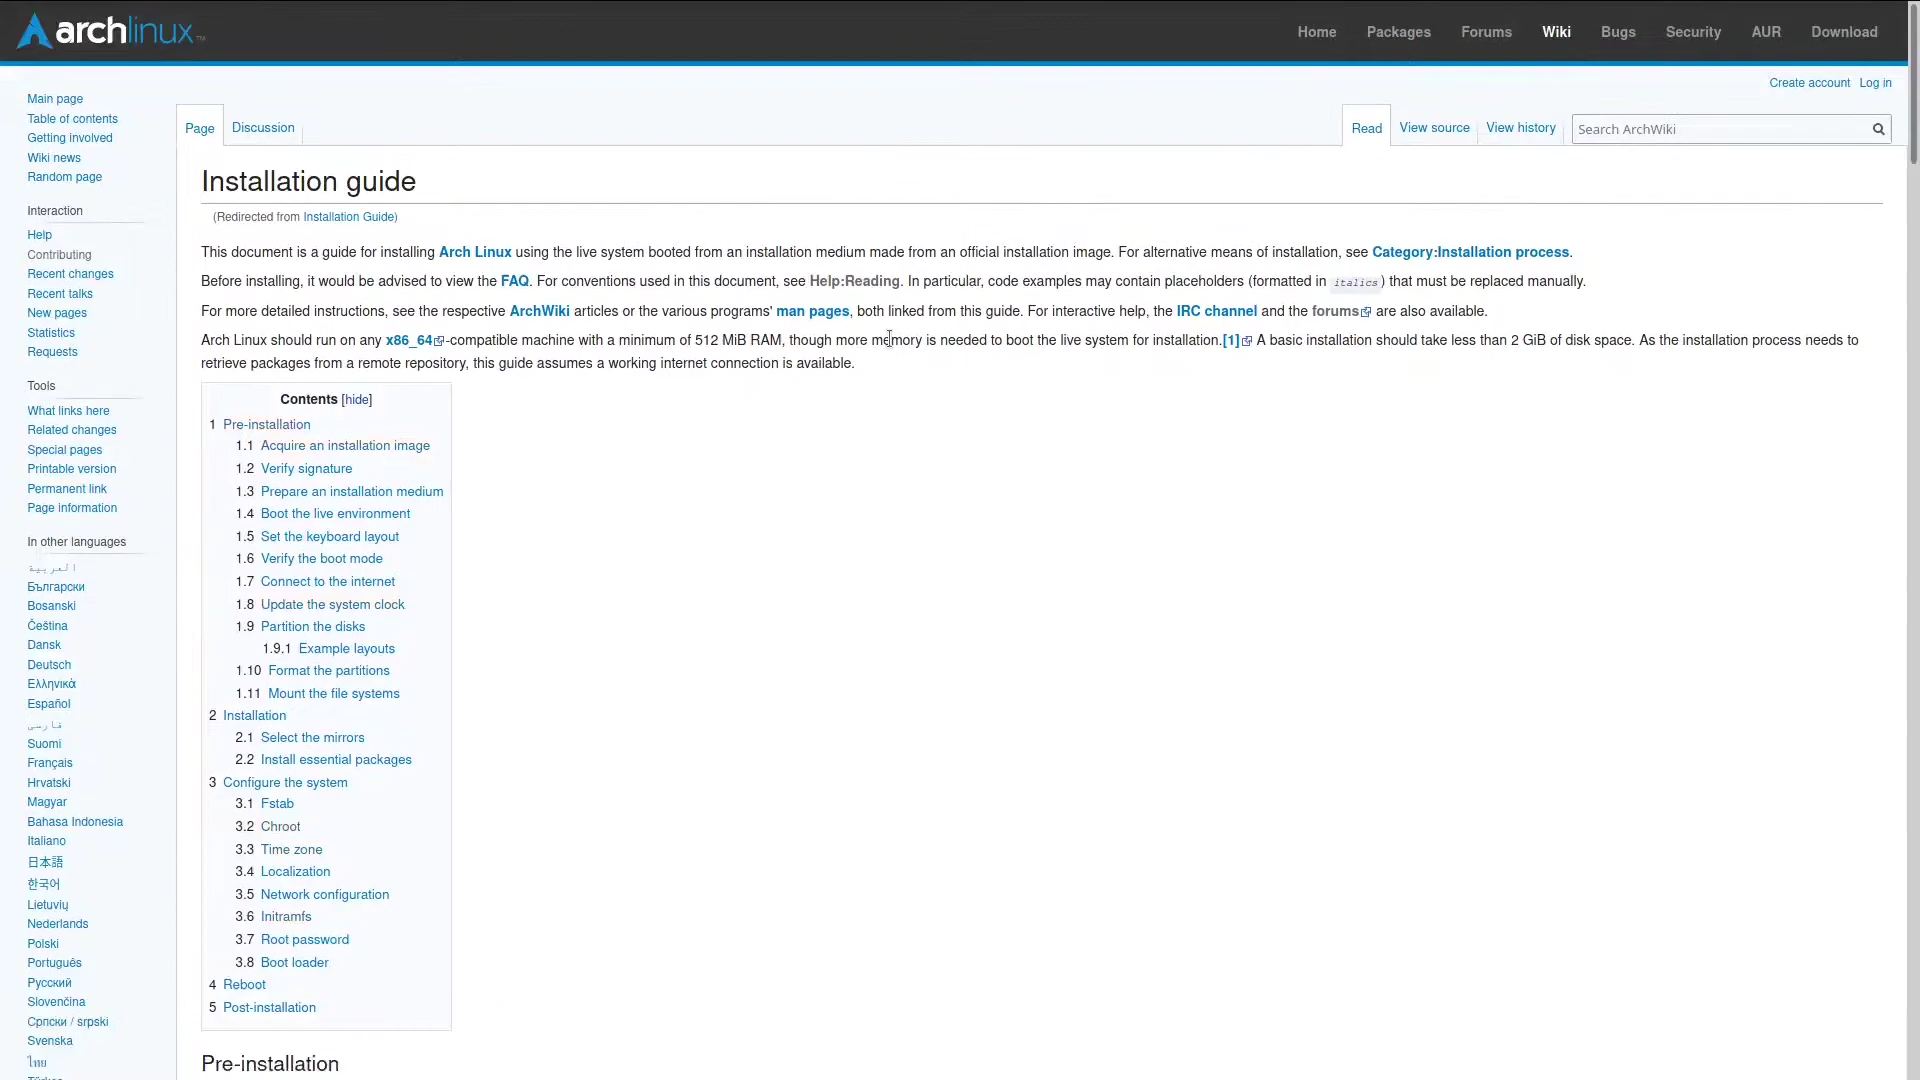 archlinux™
Home Packages Forums Wiki Bugs Security AUR Download
Create account Log in
Main page
Table of contents
Getting involved
Wiki news
Random page
Interaction
Help
Contributing
Recent changes
Recent talks
New pages
Statistics
Requests
Tools
What links here
Related changes
Special pages
Printable version
Permanent link
Page information
In other languages
العربية
Български
Bosanski
Čeština
Dansk
Deutsch
Ελληνικά
Español
فارسی
Suomi
Français
Hrvatski
Magyar
Bahasa Indonesia
Italiano
日本語
한국어
Lietuvių
Nederlands
Polski
Português
Русский
Slovenčina
Српски / srpski
Svenska
ไทย
Page Discussion Read View source View history Search ArchWiki
Installation guide
(Redirected from Installation Guide)
This document is a guide for installing Arch Linux using the live system booted from an installation medium made from an official installation image. For alternative means of installation, see Category:Installation process.
Before installing, it would be advised to view the FAQ. For conventions used in this document, see Help:Reading. In particular, code examples may contain placeholders (formatted in italics) that must be replaced manually.
For more detailed instructions, see the respective ArchWiki articles or the various programs' man pages, both linked from this guide. For interactive help, the IRC channel and the forums are also available.
Arch Linux should run on any x86_64-compatible machine with a minimum of 512 MiB RAM, though more memory is needed to boot the live system for installation.[1] A basic installation should take less than 2 GiB of disk space. As the installation process needs to
retrieve packages from a remote repository, this guide assumes a working internet connection is available.
Contents [hide]
1 Pre-installation
1.1 Acquire an installation image
1.2 Verify signature
1.3 Prepare an installation medium
1.4 Boot the live environment
1.5 Set the keyboard layout
1.6 Verify the boot mode
1.7 Connect to the internet
1.8 Update the system clock
1.9 Partition the disks
1.9.1 Example layouts
1.10 Format the partitions
1.11 Mount the file systems
2 Installation
2.1 Select the mirrors
2.2 Install essential packages
3 Configure the system
3.1 Fstab
3.2 Chroot
3.3 Time zone
3.4 Localization
3.5 Network configuration
3.6 Initramfs
3.7 Root password
3.8 Boot loader
4 Reboot
5 Post-installation
Pre-installation